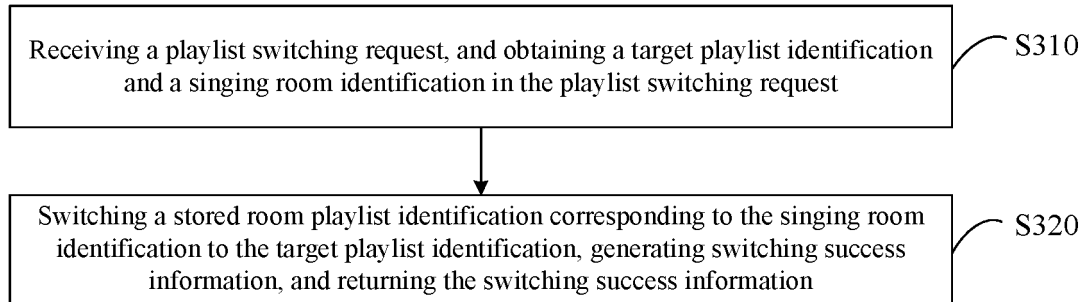 Receiving a playlist switching request, and obtaining a target playlist identification
and a singing room identification in the playlist switching request
S310
Switching a stored room playlist identification corresponding to the singing room
identification to the target playlist identification, generating switching success
information, and returning the switching success information
S320